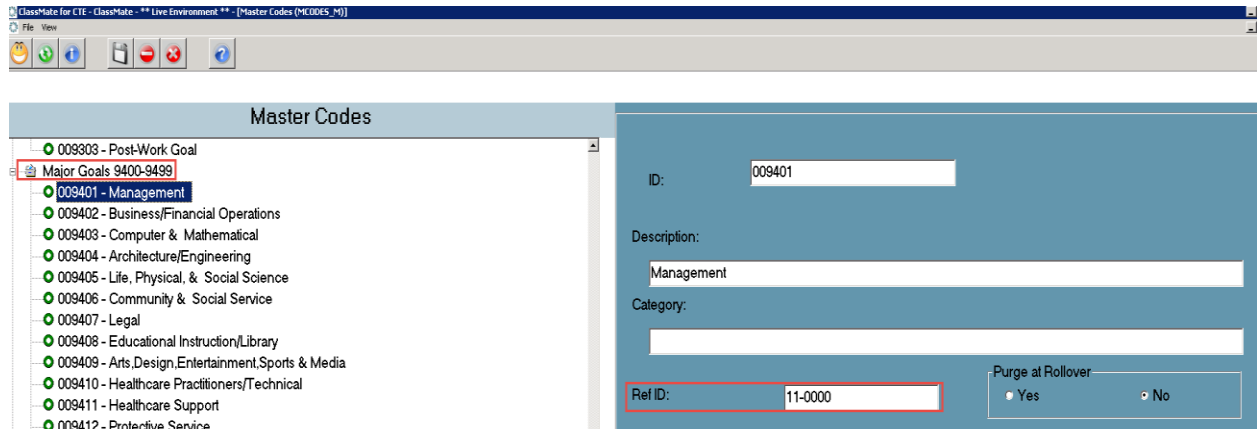 ClassMate for CTE - ClassMate - ** Live Environment ** - [Master Codes (MCODES_M)]
File View
Master Codes
009303 - Post-Work Goal
Major Goals 9400-9499
009401 - Management
009402 - Business/Financial Operations
009403 - Computer & Mathematical
009404 - Architecture/Engineering
009405 - Life, Physical, & Social Science
009406 - Community & Social Service
009407 - Legal
009408 - Educational Instruction/Library
009409 - Arts,Design,Entertainment,Sports & Media
009410 - Healthcare Practitioners/Technical
009411 - Healthcare Support
009412 - Protective Service
ID: 009401
Description:
Management
Category:
Ref ID: 11-0000
Purge at Rollover
Yes No